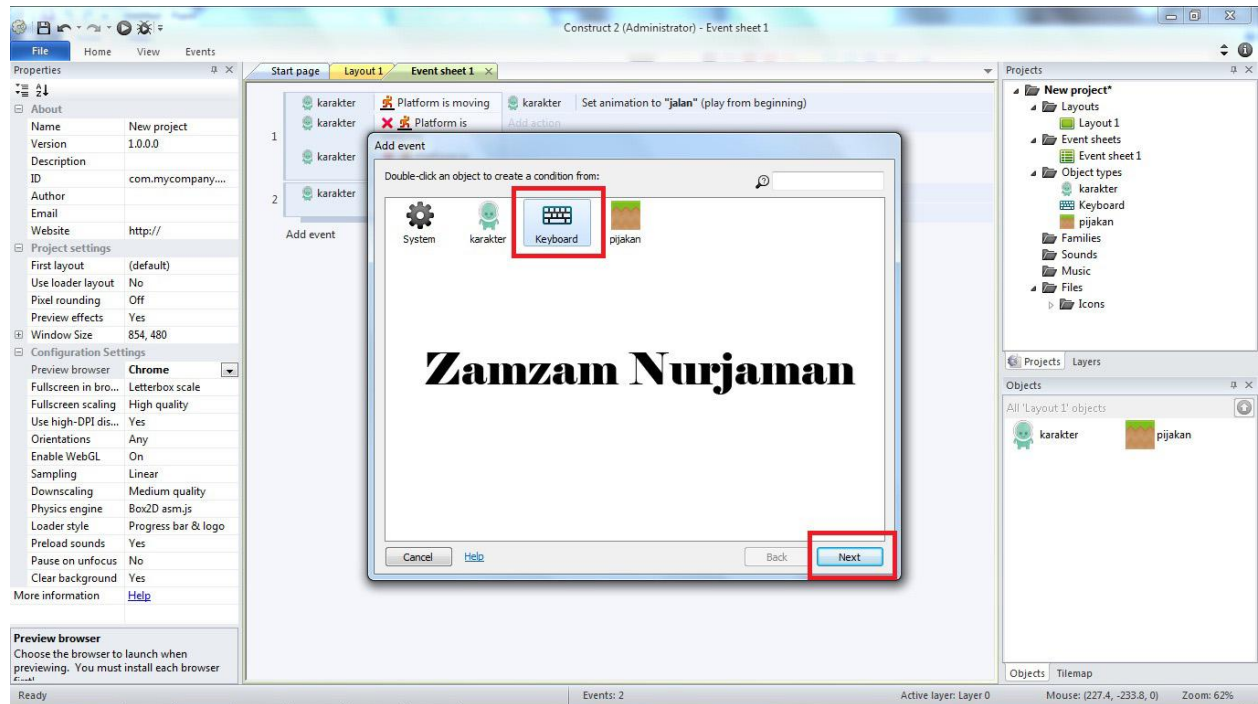 Construct 2 (Administrator) - Event sheet 1
File Home View Events
Properties
About
Name New project
Version 1.0.0.0
Description
ID com.mycompany....
Author
Email
Website http://
Project settings
First layout (default)
Use loader layout No
Pixel rounding Off
Preview effects Yes
Window Size 854, 480
Configuration Settings
Preview browser Chrome
Fullscreen in bro... Letterbox scale
Fullscreen scaling High quality
Use high-DPI dis... Yes
Orientations Any
Enable WebGL On
Sampling Linear
Downscaling Medium quality
Physics engine Box2D asm.js
Loader style Progress bar & logo
Preload sounds Yes
Pause on unfocus No
Clear background Yes
More information Help
Preview browser
Choose the browser to launch when
previewing. You must install each browser
Start page Layout 1 Event sheet 1
karakter Platform is moving karakter Set animation to "jalan" (play from beginning)
1
karakter Platform is Add action
karakter
2 karakter
Add event
Add event
Double-click an object to create a condition from:
System karakter Keyboard pijakan
Zamzam Nurjaman
Cancel Help Back Next
Projects
New project*
Layouts
Layout 1
Event sheets
Event sheet 1
Object types
karakter
Keyboard
pijakan
Families
Sounds
Music
Files
Icons
Projects Layers
Objects
All 'Layout 1' objects
karakter pijakan
Objects Tilemap
Ready Events: 2 Active layer: Layer 0 Mouse: (227.4, -233.8, 0) Zoom: 62%